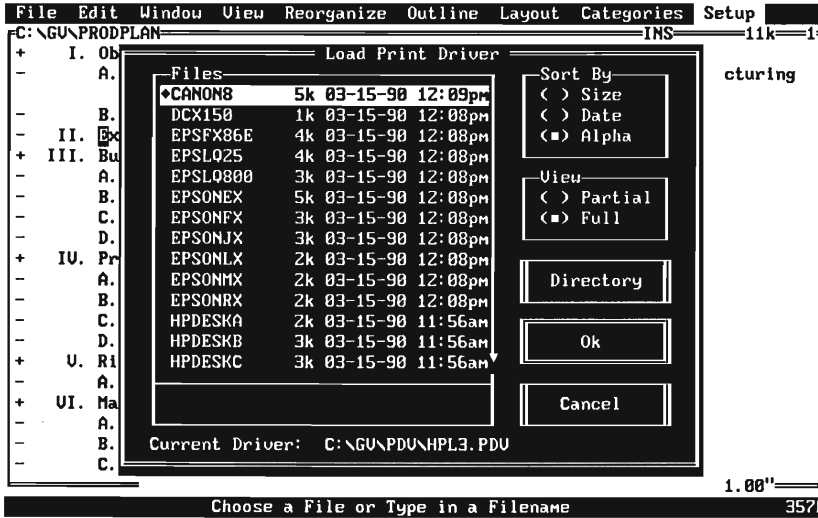 File Edit Window View Reorganize Outline Layout Categories Setup
C:\GV\PRODPLAN INS 11k 1
Load Print Driver
+ I. Ob
- A. cturing
- B.
- II. Ex
+ III. Bu
- A.
- B.
- C.
- D.
+ IV. Pr
- A.
- B.
- C.
- D.
+ V. Ri
- A.
+ VI. Ma
- A.
- B.
- C.
Files
♦CANON8 5k 03-15-90 12:09pm
DCX150 1k 03-15-90 12:08pm
EPSFX86E 4k 03-15-90 12:08pm
EPSLQ25 4k 03-15-90 12:08pm
EPSLQ800 3k 03-15-90 12:08pm
EPSONEX 5k 03-15-90 12:08pm
EPSONFX 3k 03-15-90 12:08pm
EPSONJX 3k 03-15-90 12:08pm
EPSONLX 2k 03-15-90 12:08pm
EPSONMX 2k 03-15-90 12:08pm
EPSONRX 2k 03-15-90 12:08pm
HPDESKA 2k 03-15-90 11:56am
HPDESKB 3k 03-15-90 11:56am
HPDESKC 3k 03-15-90 11:56am
Sort By
( ) Size
( ) Date
(■) Alpha
View
( ) Partial
(■) Full
Directory
Ok
Cancel
Current Driver: C:\GV\PDV\HPL3.PDV
1.00"
Choose a File or Type in a Filename 357